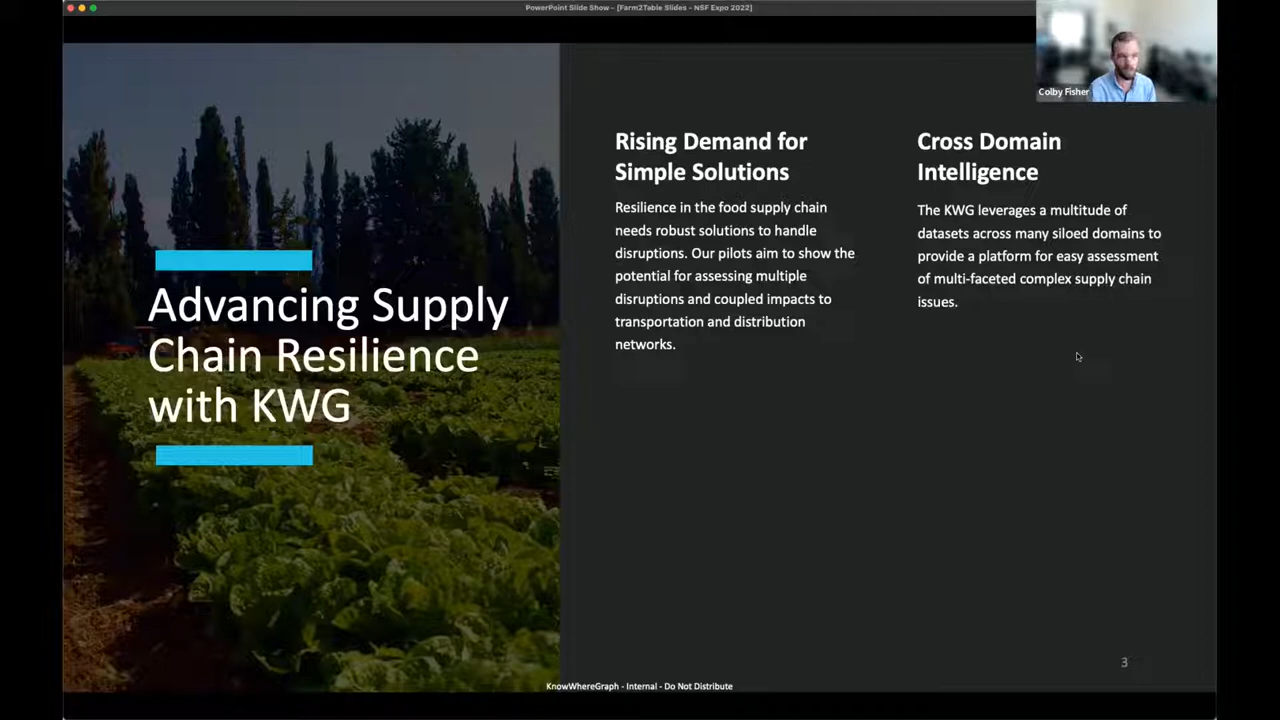 PowerPoint Slide Show - [Farm2Table Slides - NSF Expo 2022]
Colby Fisher
Advancing Supply
Chain Resilience
with KWG
Rising Demand for
Simple Solutions
Resilience in the food supply chain
needs robust solutions to handle
disruptions. Our pilots aim to show the
potential for assessing multiple
disruptions and coupled impacts to
transportation and distribution
networks.
Cross Domain
Intelligence
The KWG leverages a multitude of
datasets across many siloed domains to
provide a platform for easy assessment
of multi-faceted complex supply chain
issues.
3
KnowWhereGraph - Internal - Do Not Distribute